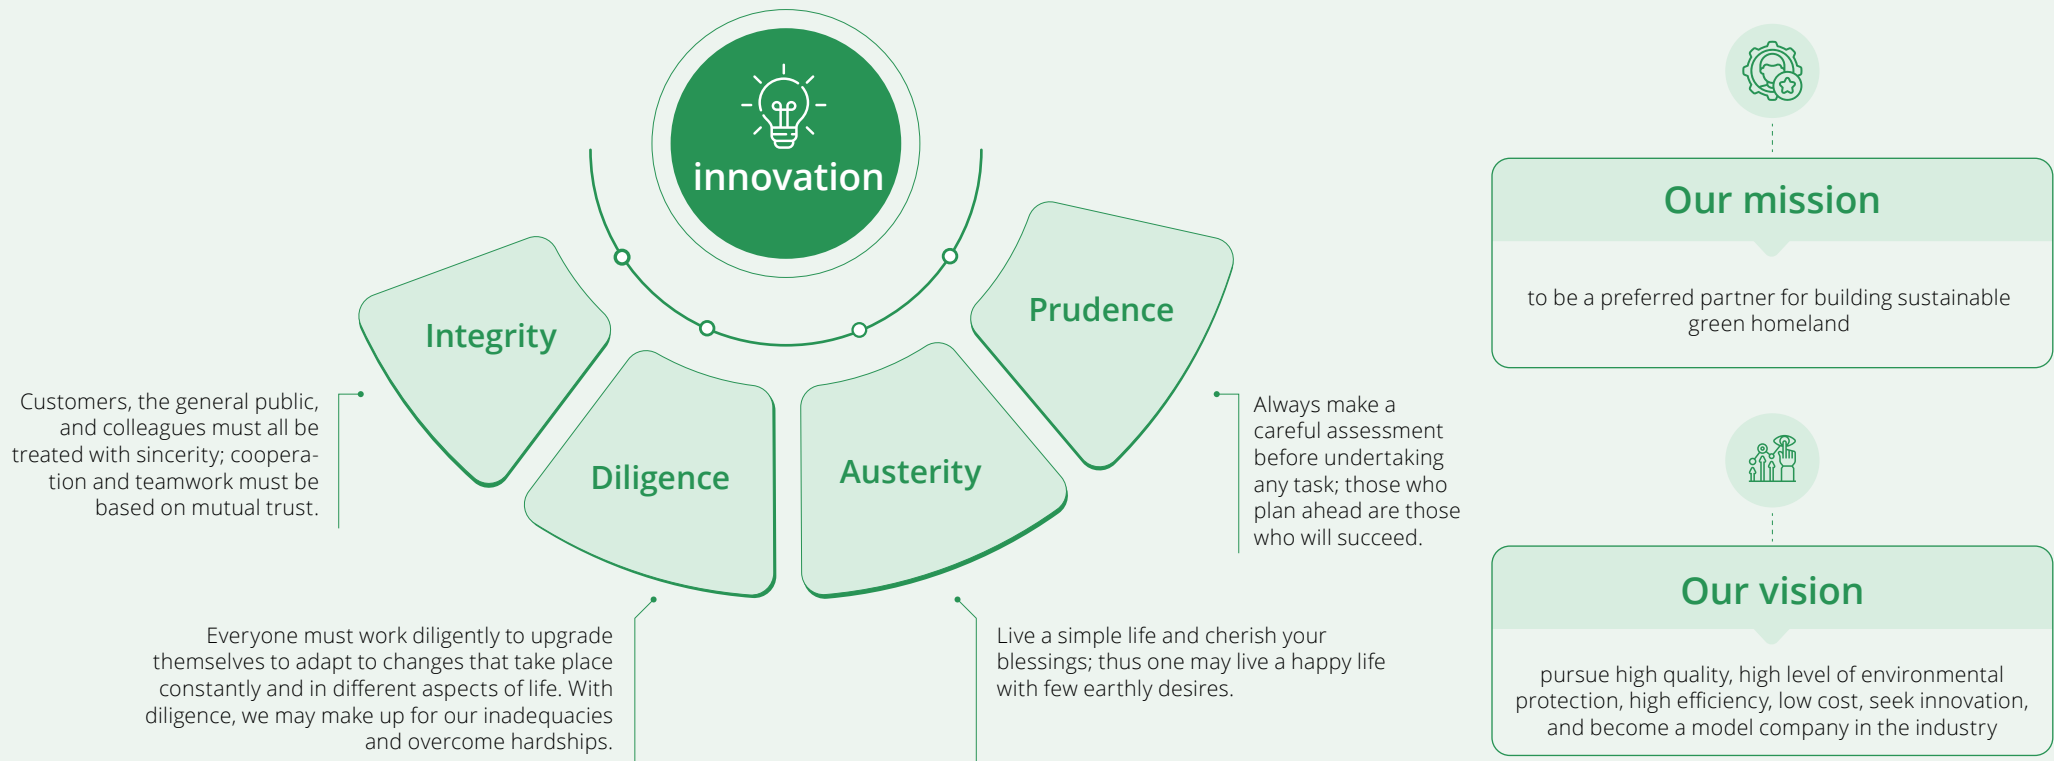 innovation
Integrity
Customers, the general public,
and colleagues must all be
treated with sincerity; coopera-
tion and teamwork must be
based on mutual trust.
Diligence
Everyone must work diligently to upgrade
themselves to adapt to changes that take place
constantly and in different aspects of life. With
diligence, we may make up for our inadequacies
and overcome hardships.
Austerity
Live a simple life and cherish your
blessings; thus one may live a happy life
with few earthly desires.
Prudence
Always make a
careful assessment
before undertaking
any task; those who
plan ahead are those
who will succeed.
Our mission
to be a preferred partner for building sustainable
green homeland
Our vision
pursue high quality, high level of environmental
protection, high efficiency, low cost, seek innovation,
and become a model company in the industry